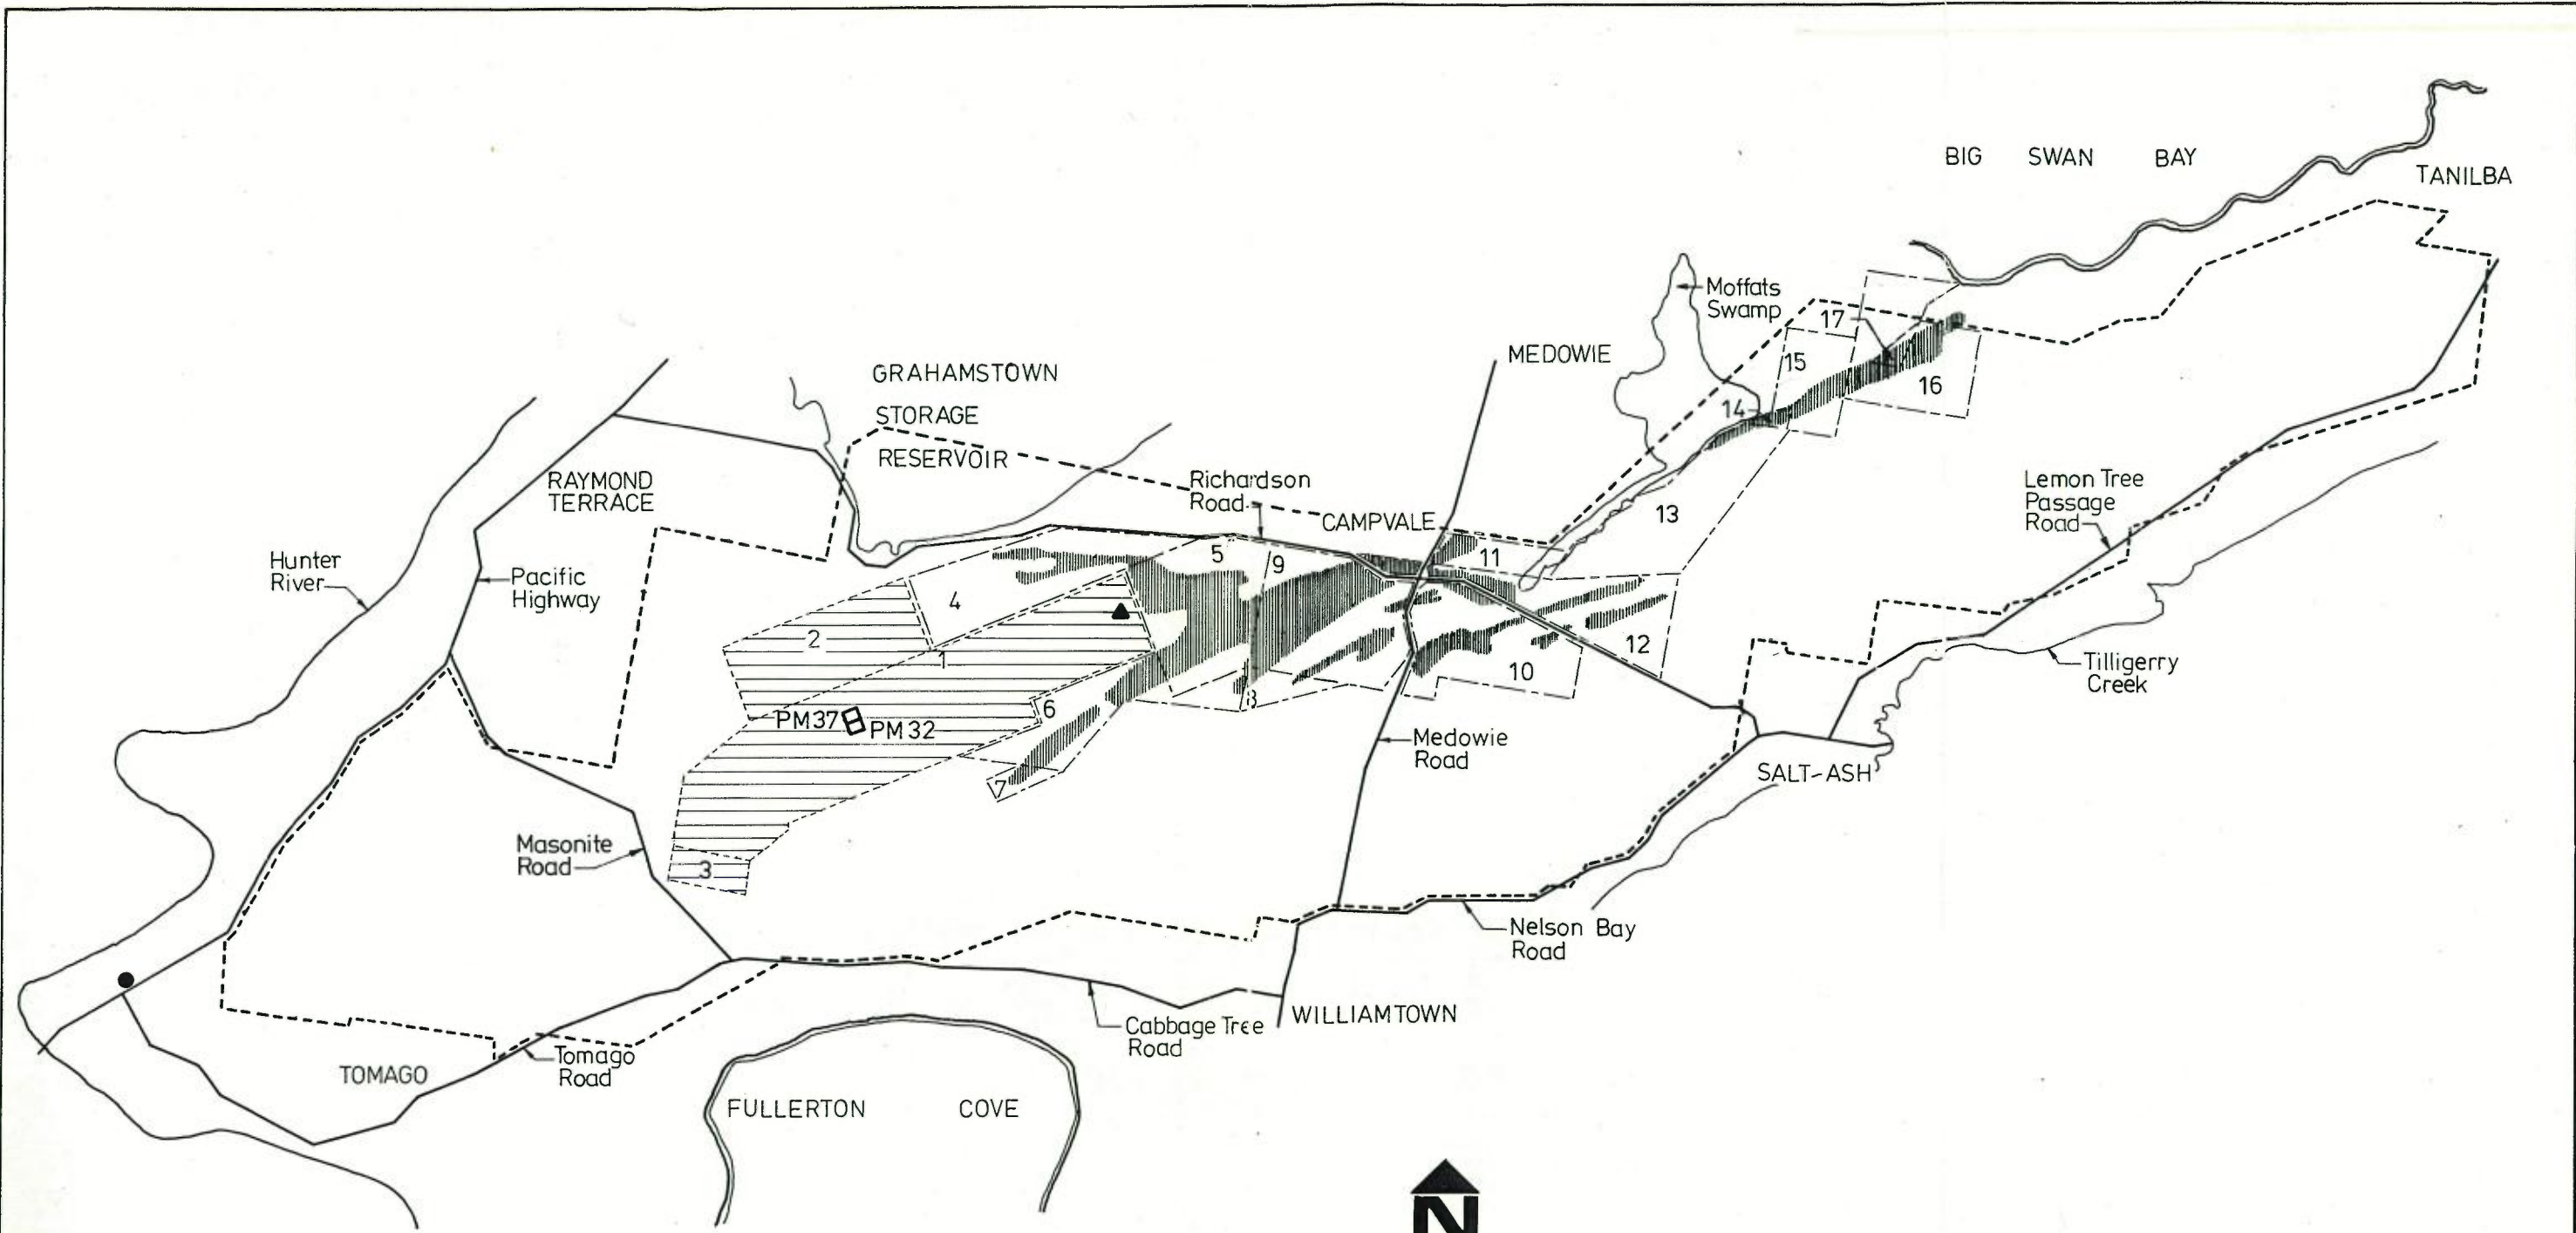 BIG SWAN BAY
TANILBA
Moffats
Swamp
17
MEDOWIE
15
16
GRAHAMSTOWN
STORAGE
RESERVOIR
14
RAYMOND
TERRACE
Richardson
Road
CAMPVALE
13
Lemon Tree
Passage
Road
Hunter
River
Pacific
Highway
5
9
11
4
2
1
12
10
Tilligerry
Creek
6
8
PM37
PM32
Medowie
Road
7
SALT-ASH
Masonite
Road
3
Nelson Bay
Road
Cabbage Tree
Road
WILLIAMTOWN
Tomago
Road
TOMAGO
FULLERTON COVE
N